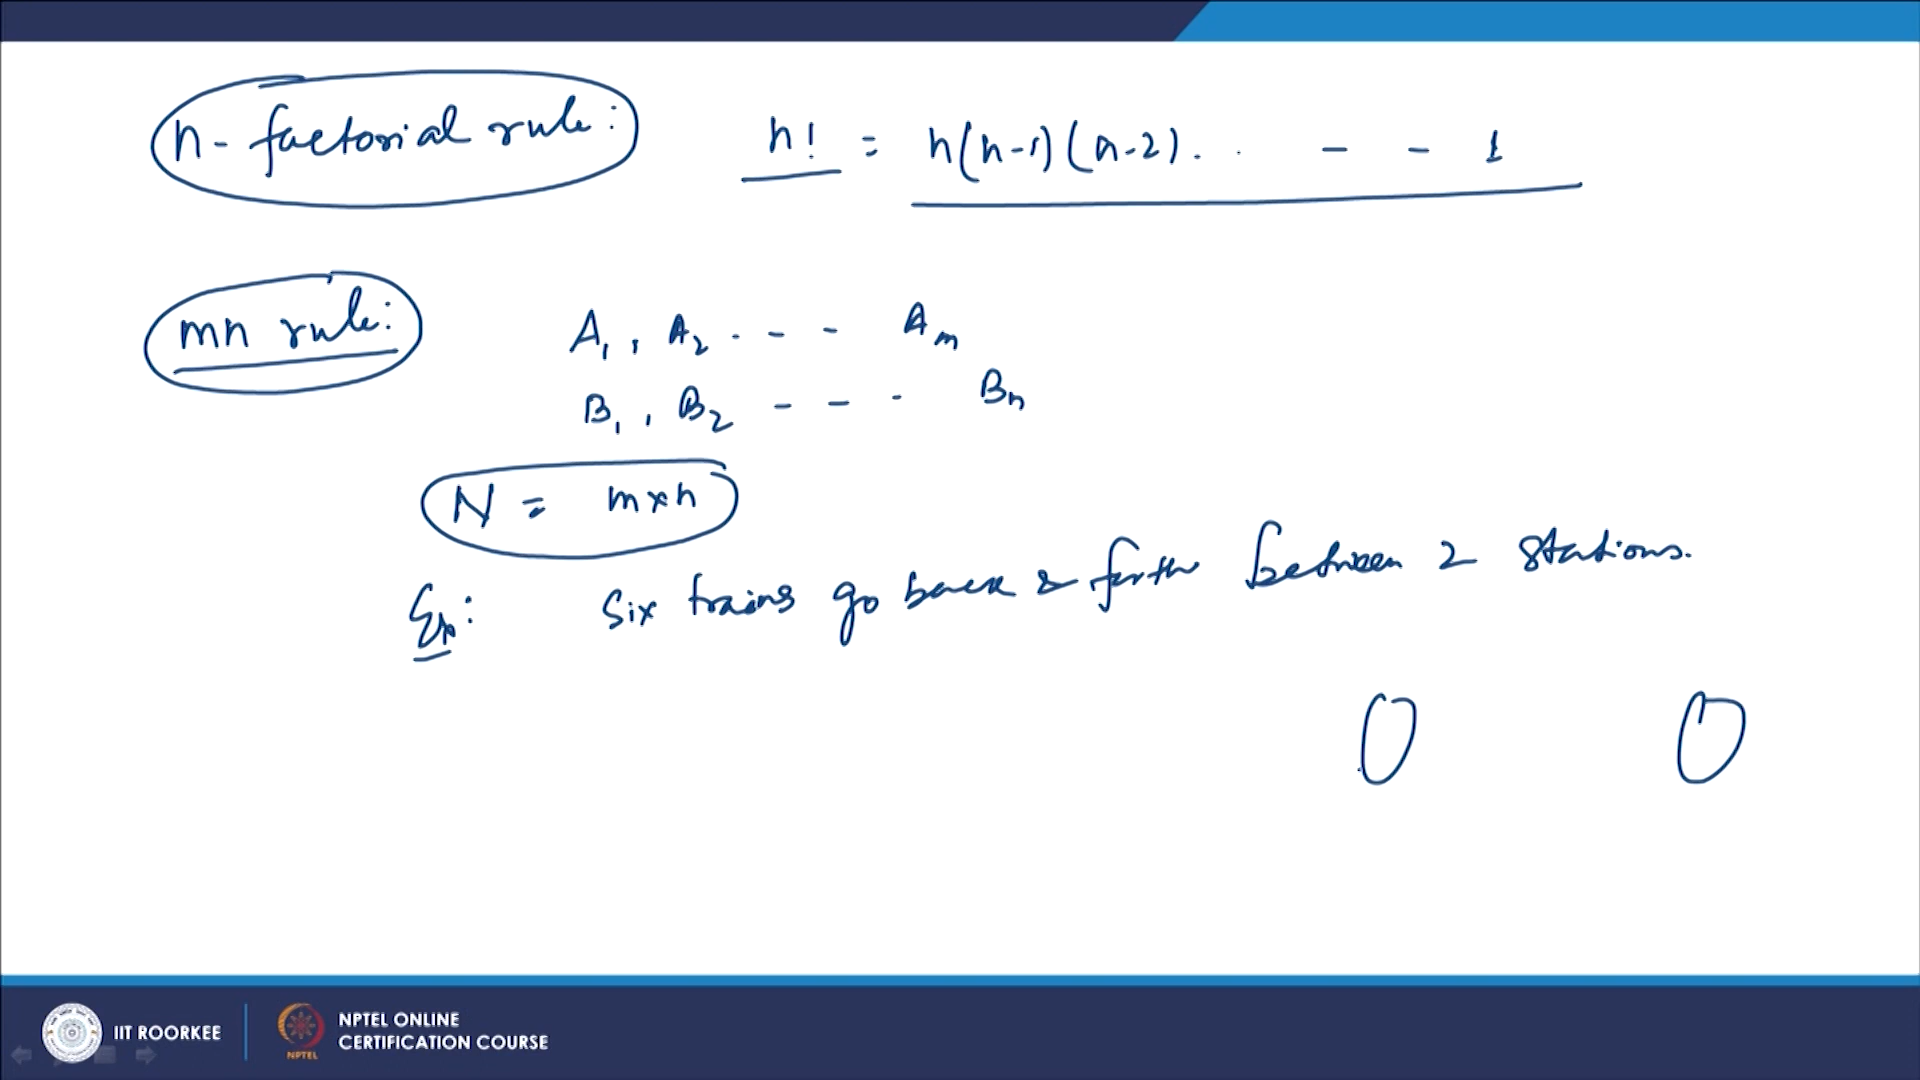 n- factorial rule: n! = n(n-1)(n-2). . - - 1
mn rule: A1, A2 . - - Am
B1, B2 - - . Bn
N = m×n
Ex: Six trains go back & forth between 2 stations.
IIT ROORKEE
NPTEL
NPTEL ONLINE
CERTIFICATION COURSE